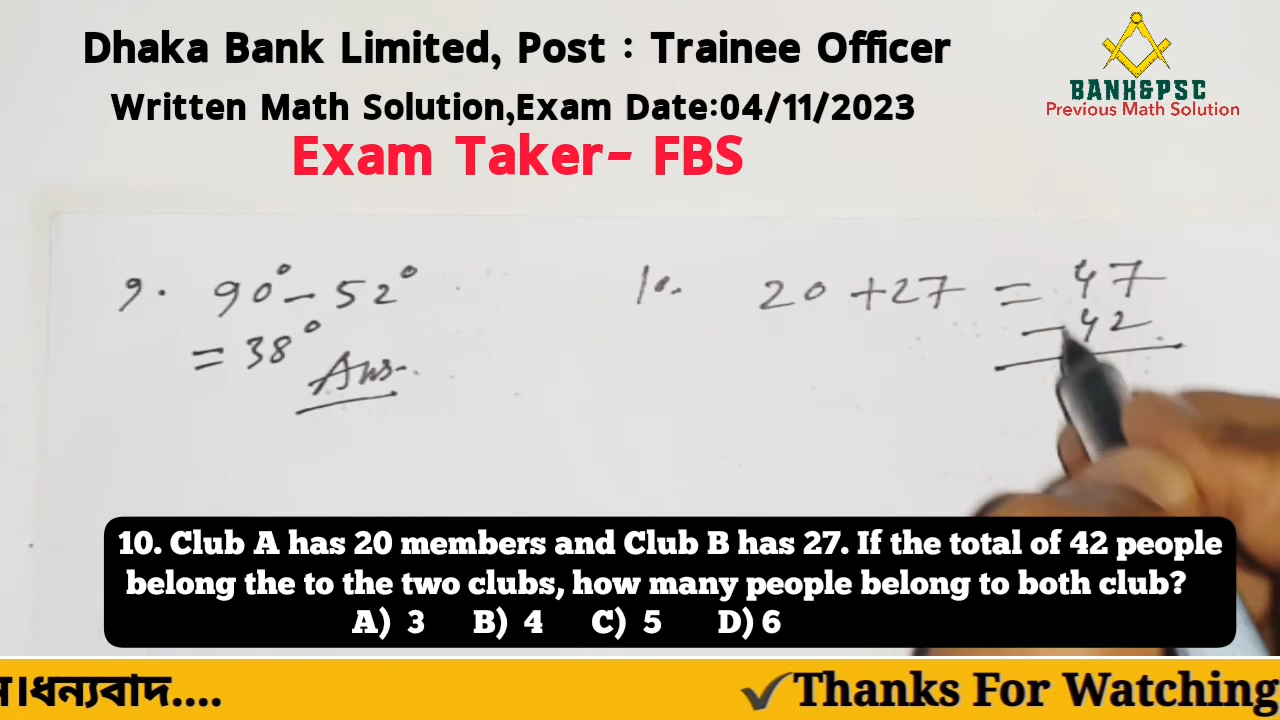 Dhaka Bank Limited, Post : Trainee Officer
Written Math Solution,Exam Date:04/11/2023
Exam Taker- FBS
BANK&PSC
Previous Math Solution
9. 90° - 52°
= 38°
Ans.
10. 20 + 27 = 47
- 42
10. Club A has 20 members and Club B has 27. If the total of 42 people
belong the to the two clubs, how many people belong to both club?
A) 3 B) 4 C) 5 D) 6
।ধন্যবাদ....
Thanks For Watching